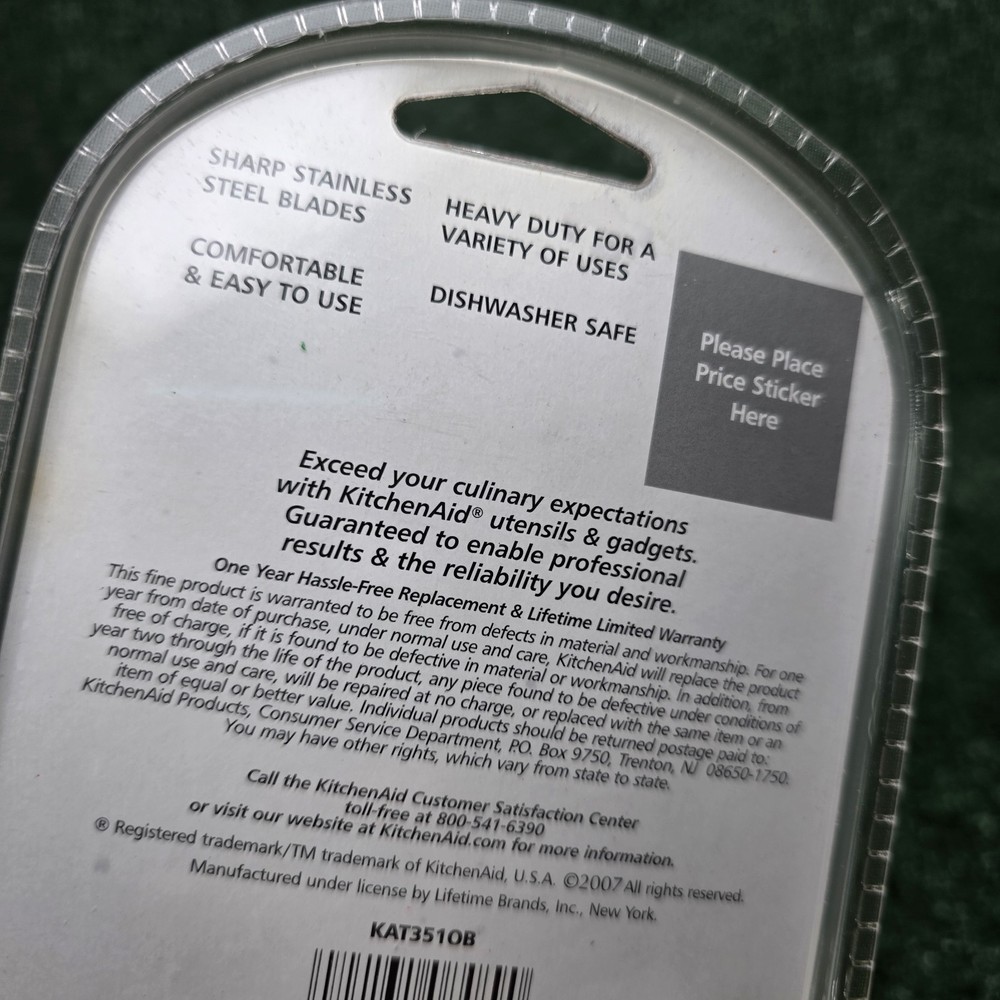 SHARP STAINLESS
STEEL BLADES
COMFORTABLE
& EASY TO USE
HEAVY DUTY FOR A
VARIETY OF USES
DISHWASHER SAFE
Please Place
Price Sticker
Here
Exceed your culinary expectations
with KitchenAid® utensils & gadgets.
Guaranteed to enable professional
results & the reliability you desire.
One Year Hassle-Free Replacement & Lifetime Limited Warranty
This fine product is warranted to be free from defects in material and workmanship. For one
year from date of purchase, under normal use and care, KitchenAid will replace the product
free of charge, if it is found to be defective in material or workmanship. In addition, from
year two through the life of the product, any piece found to be defective under conditions of
normal use and care, will be repaired at no charge, or replaced with the same item or an
item of equal or better value. Individual products should be returned postage paid to:
KitchenAid Products, Consumer Service Department, P.O. Box 9750, Trenton, NJ 08650-1750.
You may have other rights, which vary from state to state.
Call the KitchenAid Customer Satisfaction Center
toll-free at 800-541-6390
or visit our website at KitchenAid.com for more information.
® Registered trademark/TM trademark of KitchenAid, U.S.A. ©2007 All rights reserved.
Manufactured under license by Lifetime Brands, Inc., New York.
KAT351OB